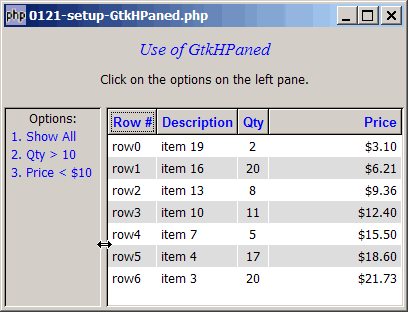 php 0121-setup-GtkHPaned.php
Use of GtkHPaned
Click on the options on the left pane.
Options:
1. Show All
2. Qty > 10
3. Price < $10
Row # Description Qty Price
row0 item 19 2 $3.10
row1 item 16 20 $6.21
row2 item 13 8 $9.36
row3 item 10 11 $12.40
row4 item 7 5 $15.50
row5 item 4 17 $18.60
row6 item 3 20 $21.73